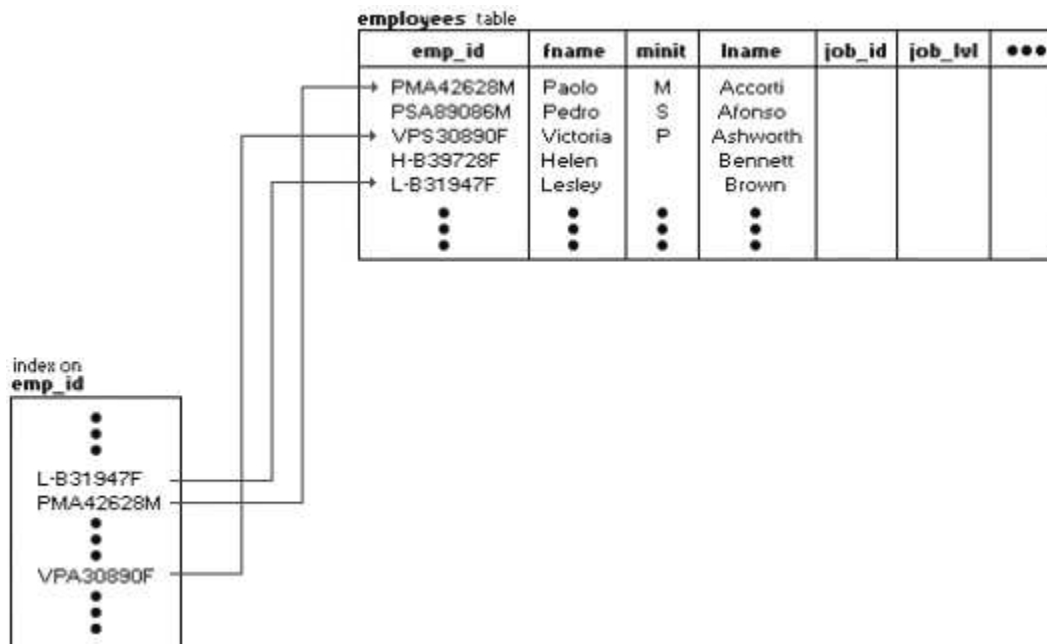 employees table
emp_id fname minit lname job_id job_lvl •••
PMA42628M Paolo M Accorti
PSA89086M Pedro S Afonso
VPS30890F Victoria P Ashworth
H-B39728F Helen Bennett
L-B31947F Lesley Brown
index on
emp_id
L-B31947F
PMA42628M
VPA30890F